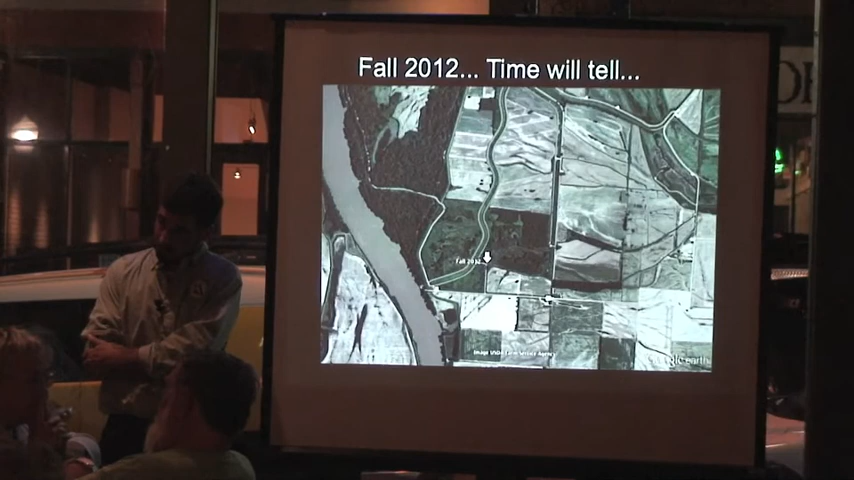 Fall 2012... Time will tell...
Fall 2012
Image USDA Farm Service Agency
Google earth